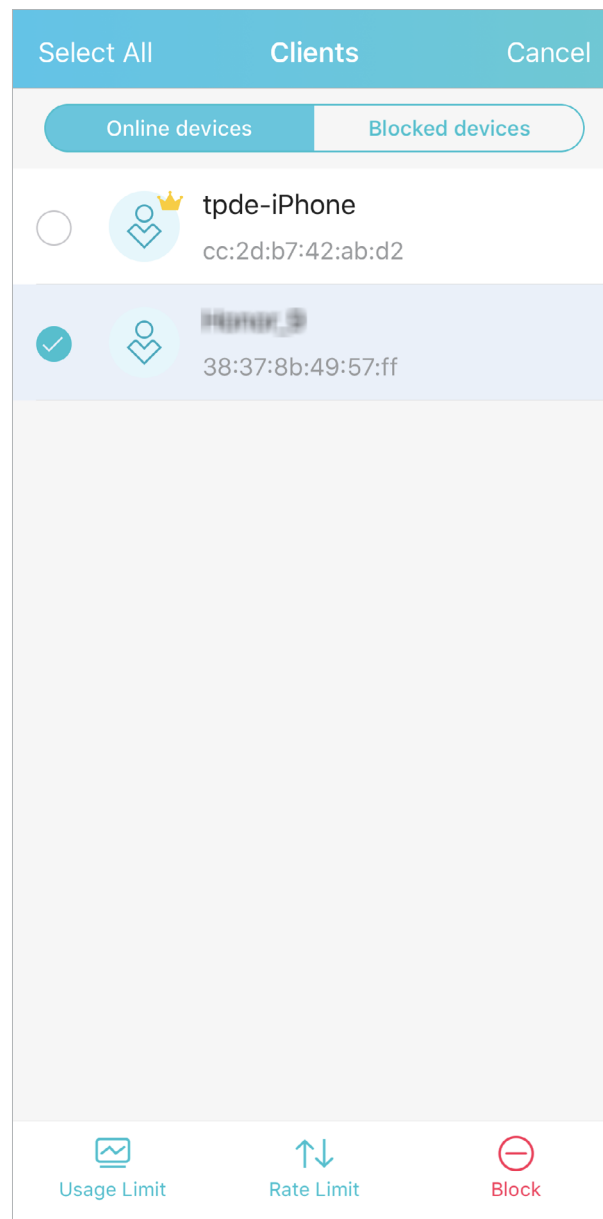 Select All Clients Cancel
Online devices Blocked devices
tpde-iPhone
cc:2d:b7:42:ab:d2
38:37:8b:49:57:ff
Usage Limit Rate Limit Block